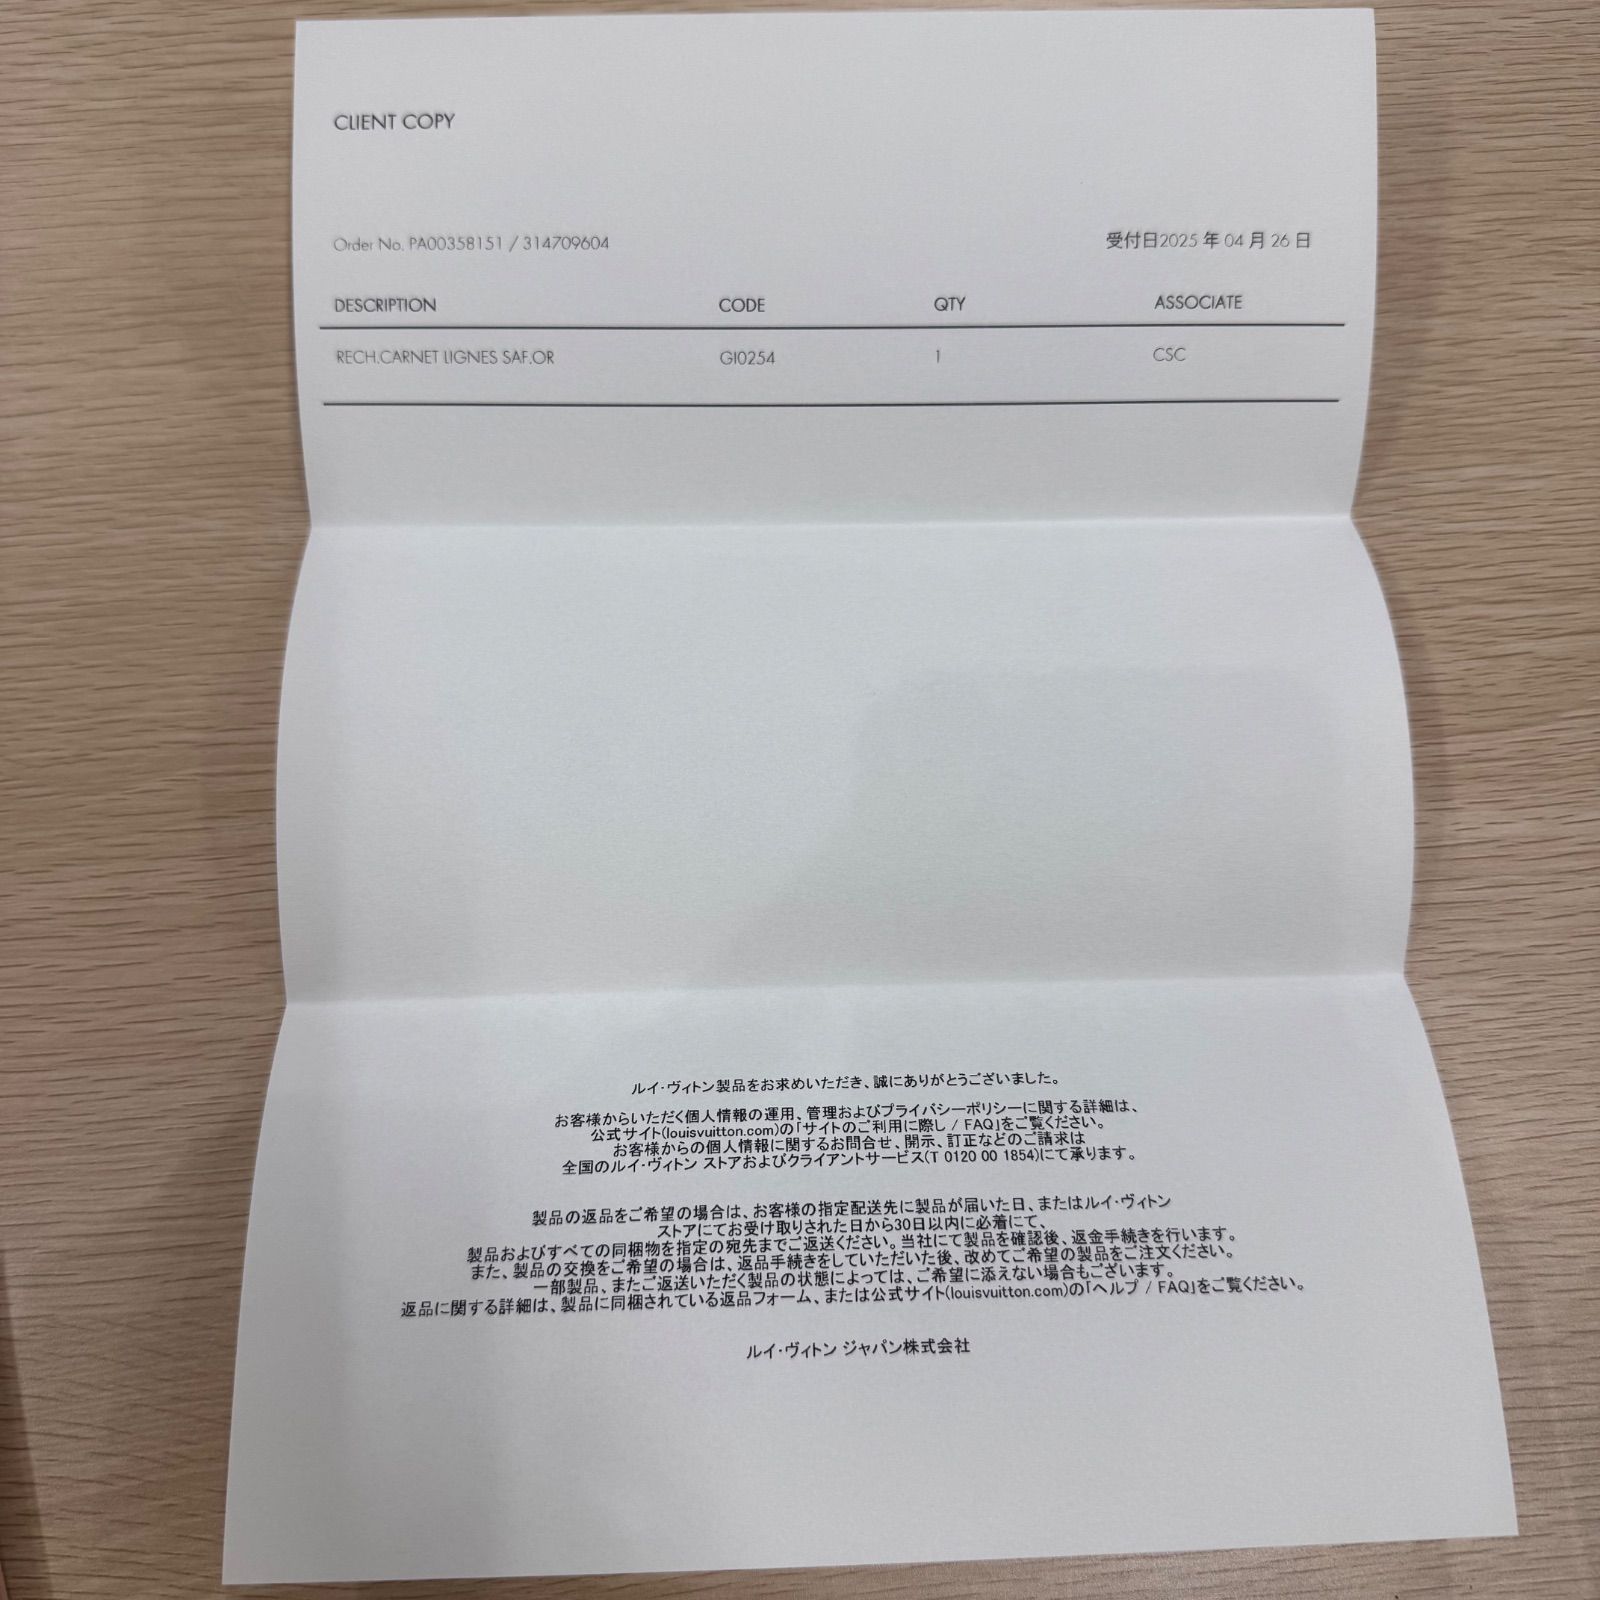 CLIENT COPY
Order No. PA00358151 / 314709604
受付日2025 年 04 月 26 日
DESCRIPTION CODE QTY ASSOCIATE
RECH.CARNET LIGNES SAF.OR GI0254 1 CSC
ルイ・ヴィトン製品をお求めいただき、誠にありがとうございました。
お客様からいただく個人情報の運用、管理およびプライバシーポリシーに関する詳細は、
公式サイト(louisvuitton.com)の「サイトのご利用に際し / FAQ」をご覧ください。
お客様からの個人情報に関するお問合せ、開示、訂正などのご請求は
全国のルイ・ヴィトン ストアおよびクライアントサービス(T 0120 00 1854)にて承ります。
製品の返品をご希望の場合は、お客様の指定配送先に製品が届いた日、またはルイ・ヴィトン
ストアにてお受け取りされた日から30日以内に必着にて、
製品およびすべての同梱物を指定の宛先までご返送ください。当社にて製品を確認後、返金手続きを行います。
また、製品の交換をご希望の場合は、返品手続きをしていただいた後、改めてご希望の製品をご注文ください。
一部製品、またご返送いただく製品の状態によっては、ご希望に添えない場合もございます。
返品に関する詳細は、製品に同梱されている返品フォーム、または公式サイト(louisvuitton.com)の「ヘルプ / FAQ」をご覧ください。
ルイ・ヴィトン ジャパン株式会社